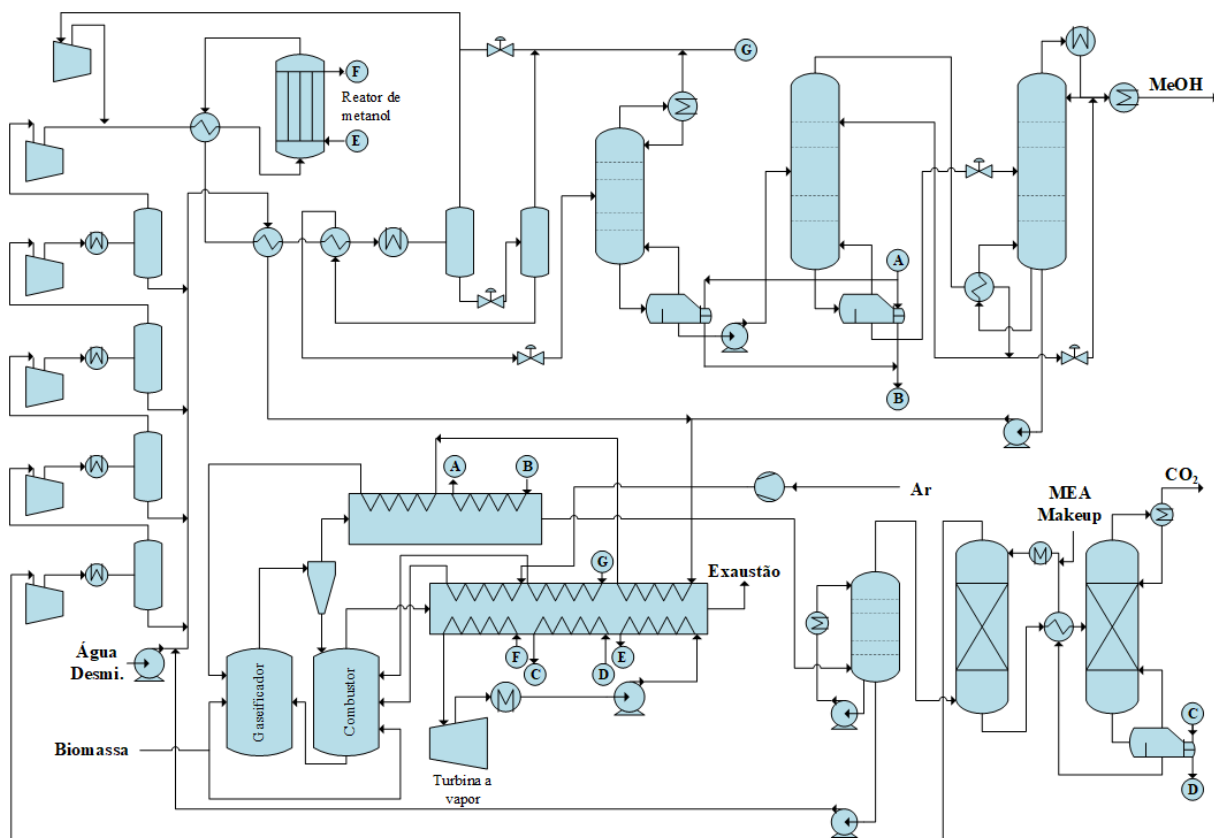 G
F
Reator de
metanol
E
MeOH
A
B
A
B
Ar
CO2
MEA
Makeup
G
Exaustão
Água
Desmi.
F
C
D
E
Gaseificador
Combustor
Biomassa
Turbina a
vapor
C
D